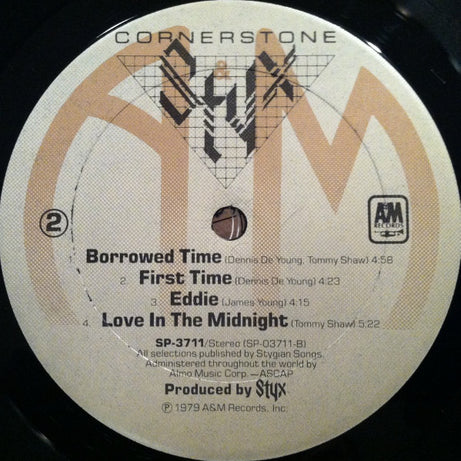 CORNERSTONE
Styx
A&M
2
A&M
RECORDS
1. Borrowed Time (Dennis De Young, Tommy Shaw) 4:58
2. First Time (Dennis De Young) 4:23
3. Eddie (James Young) 4:15
4. Love In The Midnight (Tommy Shaw) 5:22
SP-3711/Stereo (SP-03711-B)
All selections published by Stygian Songs.
Administered throughout the world by
Almo Music Corp. —ASCAP
Produced by Styx
℗ 1979 A&M Records, Inc.